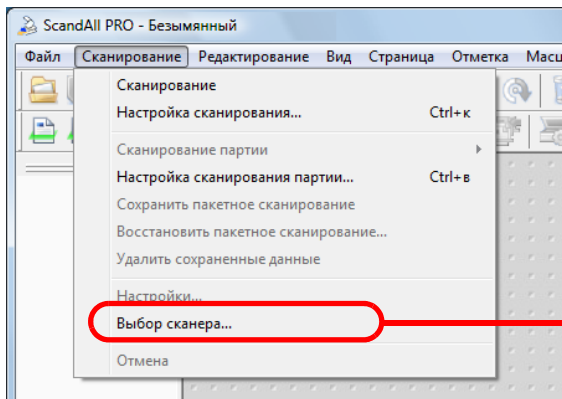 ScandAll PRO - Безымянный
Файл Сканирование Редактирование Вид Страница Отметка Масш
Сканирование
Настройка сканирования... Ctrl+к
Сканирование партии
Настройка сканирования партии... Ctrl+в
Сохранить пакетное сканирование
Восстановить пакетное сканирование...
Удалить сохраненные данные
Настройки...
Выбор сканера...
Отмена